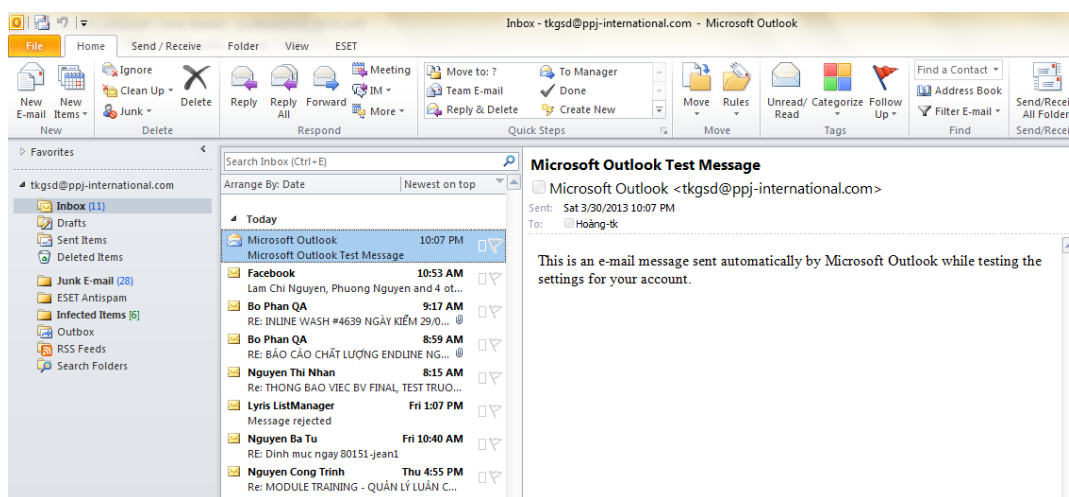 Inbox - tkgsd@ppj-international.com - Microsoft Outlook
File Home Send / Receive Folder View ESET
New E-mail
New Items
New
Ignore
Clean Up
Junk
Delete
Delete
Reply
Reply All
Forward
Meeting
IM
More
Respond
Move to: ?
Team E-mail
Reply & Delete
To Manager
Done
Create New
Quick Steps
Move
Rules
Move
Unread/ Read
Categorize
Follow Up
Tags
Find a Contact
Address Book
Filter E-mail
Find
Send/Recei
All Folder
Send/Recei
Favorites
tkgsd@ppj-international.com
Inbox (11)
Drafts
Sent Items
Deleted Items
Junk E-mail (28)
ESET Antispam
Infected Items [6]
Outbox
RSS Feeds
Search Folders
Search Inbox (Ctrl+E)
Arrange By: Date Newest on top
Today
Microsoft Outlook 10:07 PM
Microsoft Outlook Test Message
Facebook 10:53 AM
Lam Chi Nguyen, Phuong Nguyen and 4 ot...
Bo Phan QA 9:17 AM
RE: INLINE WASH #4639 NGÀY KIỂM 29/0...
Bo Phan QA 8:59 AM
RE: BÁO CÁO CHẤT LƯỢNG ENDLINE NG...
Nguyen Thi Nhan 8:15 AM
Re: THONG BAO VIEC BV FINAL, TEST TRUO...
Lyris ListManager Fri 1:07 PM
Message rejected
Nguyen Ba Tu Fri 10:40 AM
RE: Dinh muc ngay 80151-jean1
Nguyen Cong Trinh Thu 4:55 PM
Re: MODULE TRAINING - QUẢN LÝ LUÂN C...
Microsoft Outlook Test Message
Microsoft Outlook <tkgsd@ppj-international.com>
Sent: Sat 3/30/2013 10:07 PM
To: Hoàng-tk
This is an e-mail message sent automatically by Microsoft Outlook while testing the
settings for your account.